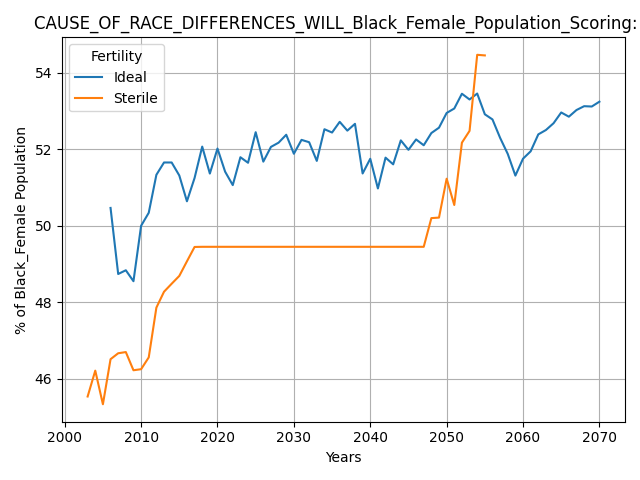 CAUSE_OF_RACE_DIFFERENCES_WILL_Black_Female_Population_Scoring:
Fertility
Ideal
Sterile
% of Black_Female Population
54
52
50
48
46
2000 2010 2020 2030 2040 2050 2060 2070
Years